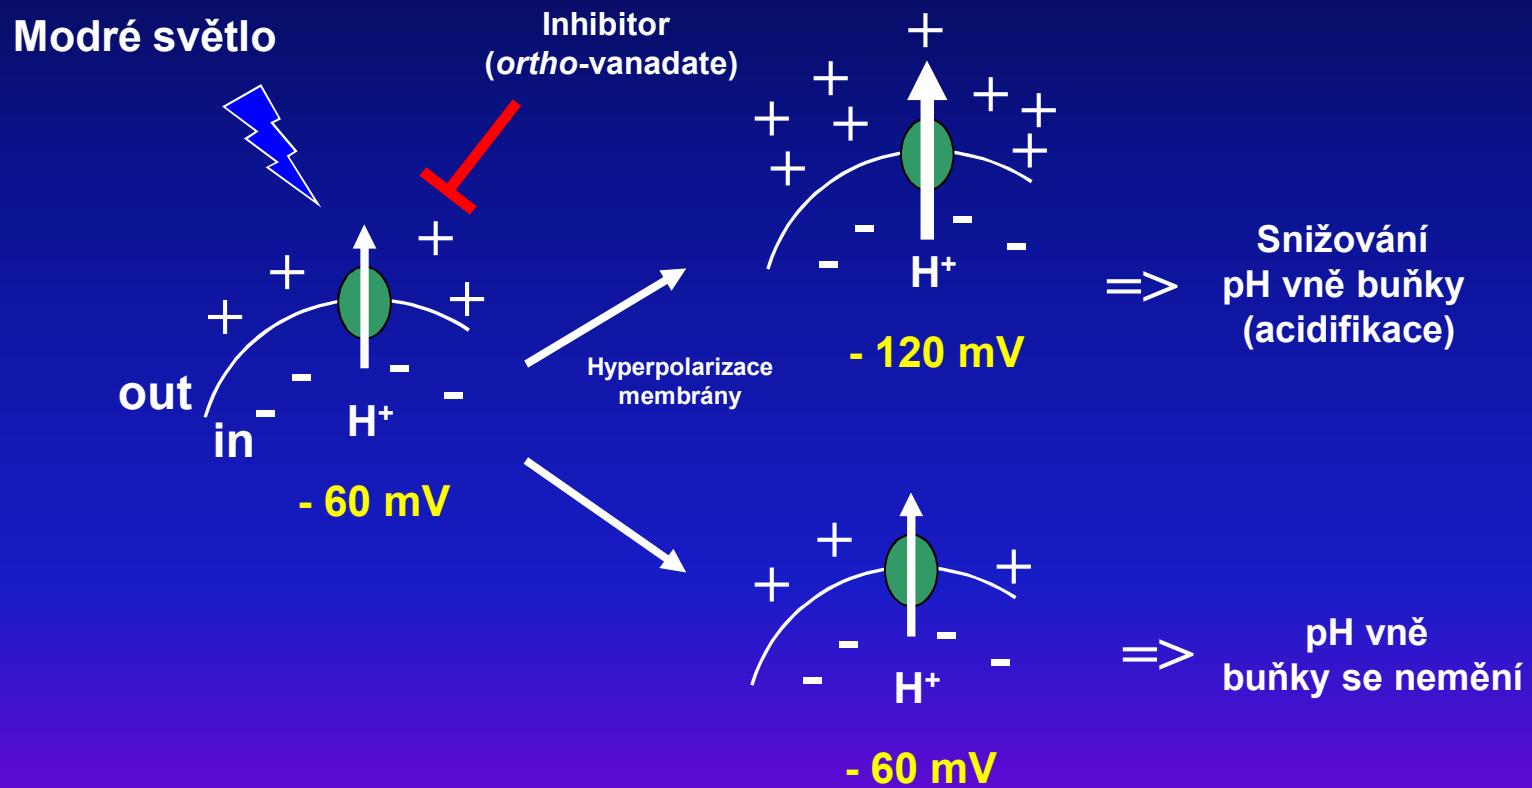 Modré světlo
Inhibitor
(ortho-vanadate)
+
+ + + + + + + +
H⁺
- - - -
- 120 mV
=>
Snižování
pH vně buňky
(acidifikace)
+ + + +
out
in
- - - -
H⁺
- 60 mV
Hyperpolarizace
membrány
+ + +
- - - -
H⁺
- 60 mV
=>
pH vně
buňky se nemění